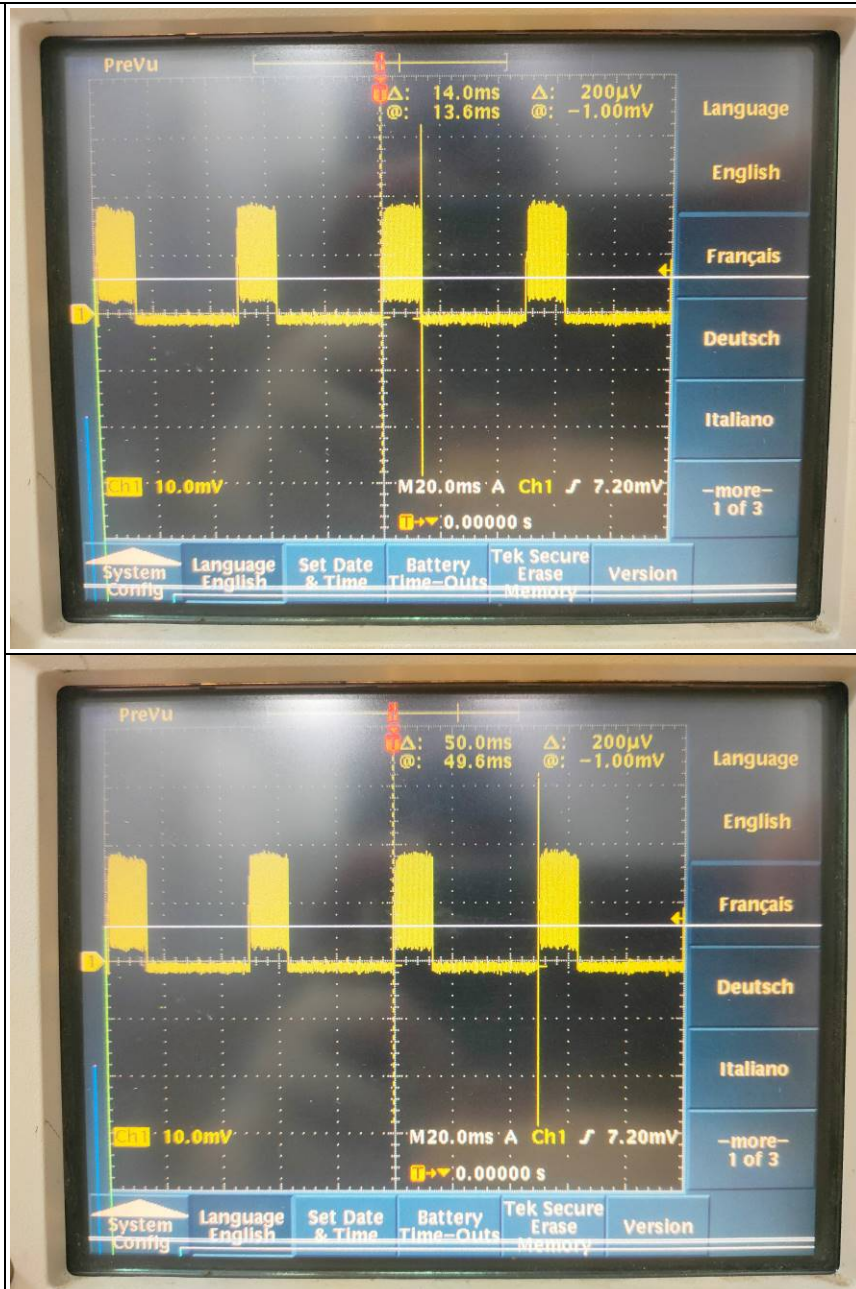 PreVu
Δ: 14.0ms Δ: 200µV
@: 13.6ms @: −1.00mV
Language
English
Français
Deutsch
Italiano
−more−
1 of 3
1
Ch1 10.0mV M20.0ms A Ch1 7.20mV
T 0.00000 s
System
Config
Language
English
Set Date
& Time
Battery
Time−Outs
Tek Secure
Erase
Memory
Version
PreVu
T
Δ: 50.0ms Δ: 200µV
@: 49.6ms @: −1.00mV
Language
English
Français
Deutsch
Italiano
−more−
1 of 3
1
Ch1 10.0mV M20.0ms A Ch1 7.20mV
T 0.00000 s
System
Config
Language
English
Set Date
& Time
Battery
Time−Outs
Tek Secure
Erase
Memory
Version